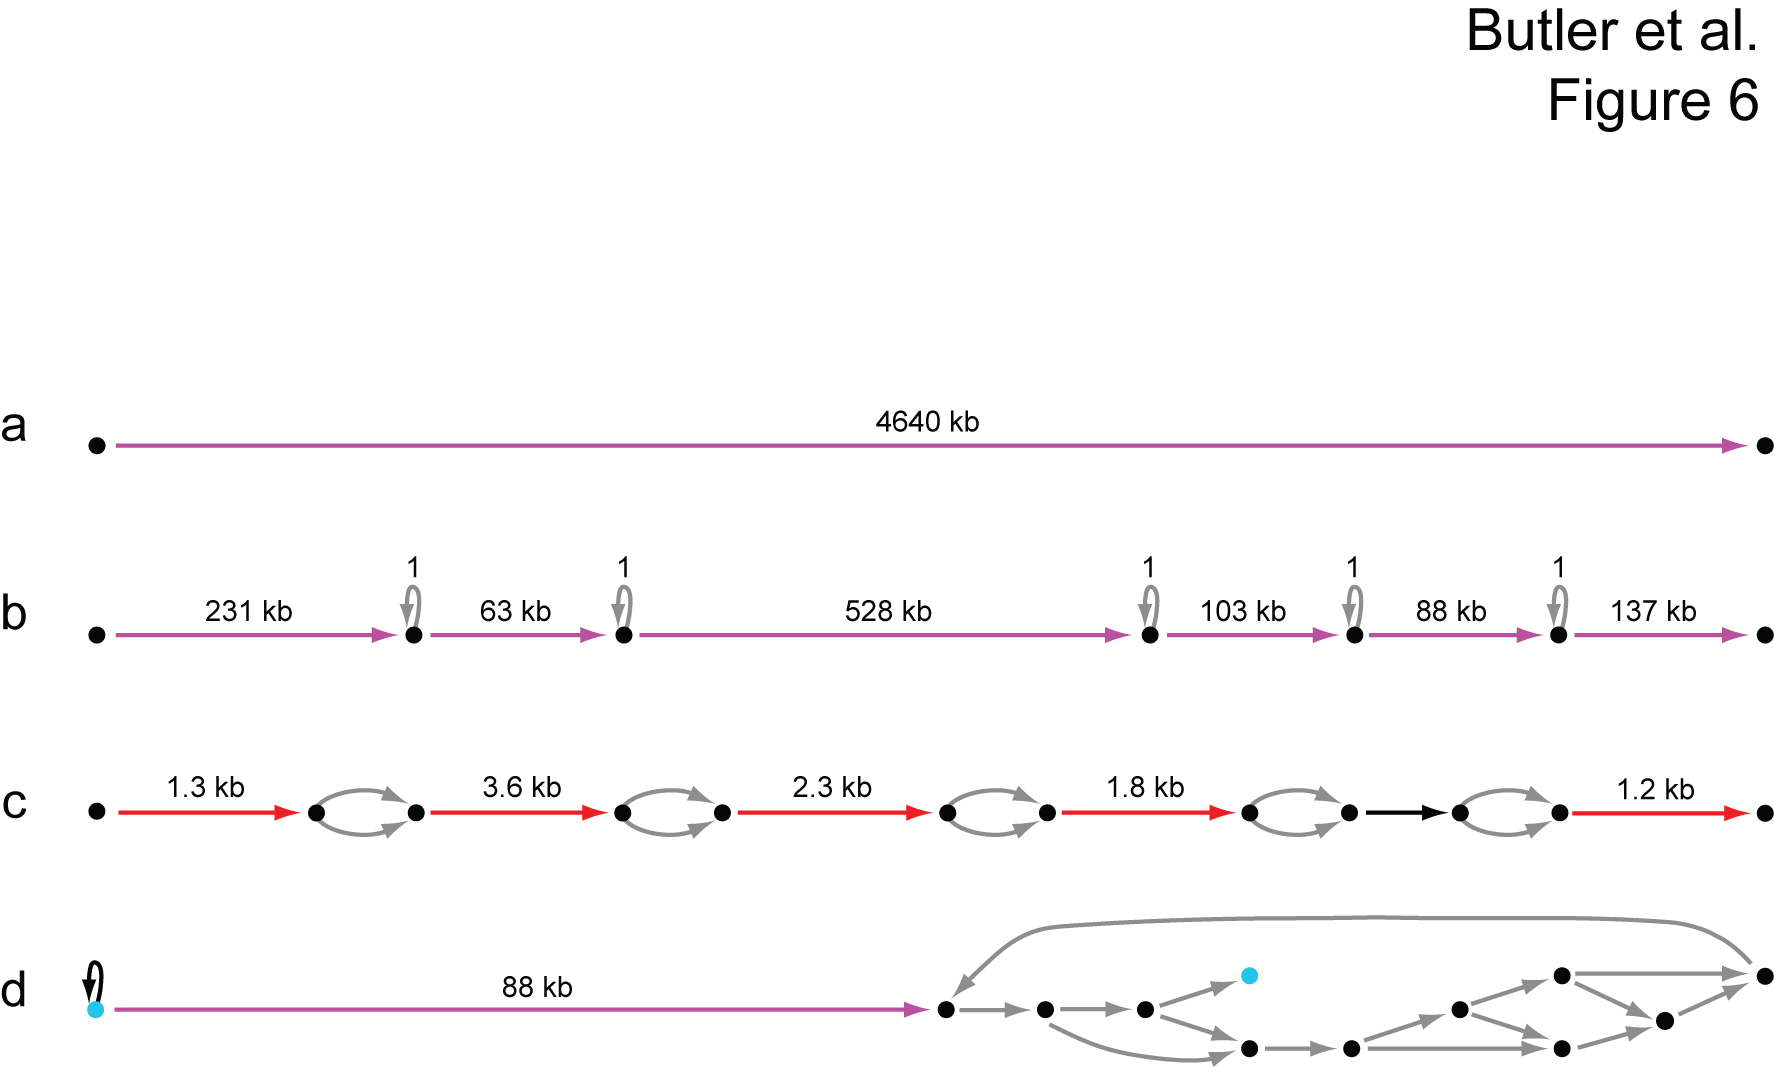 Butler et al.
Figure 6
a
4640 kb
b
1 1 1 1 1
231 kb 63 kb 528 kb 103 kb 88 kb 137 kb
c
1.3 kb 3.6 kb 2.3 kb 1.8 kb 1.2 kb
d
88 kb